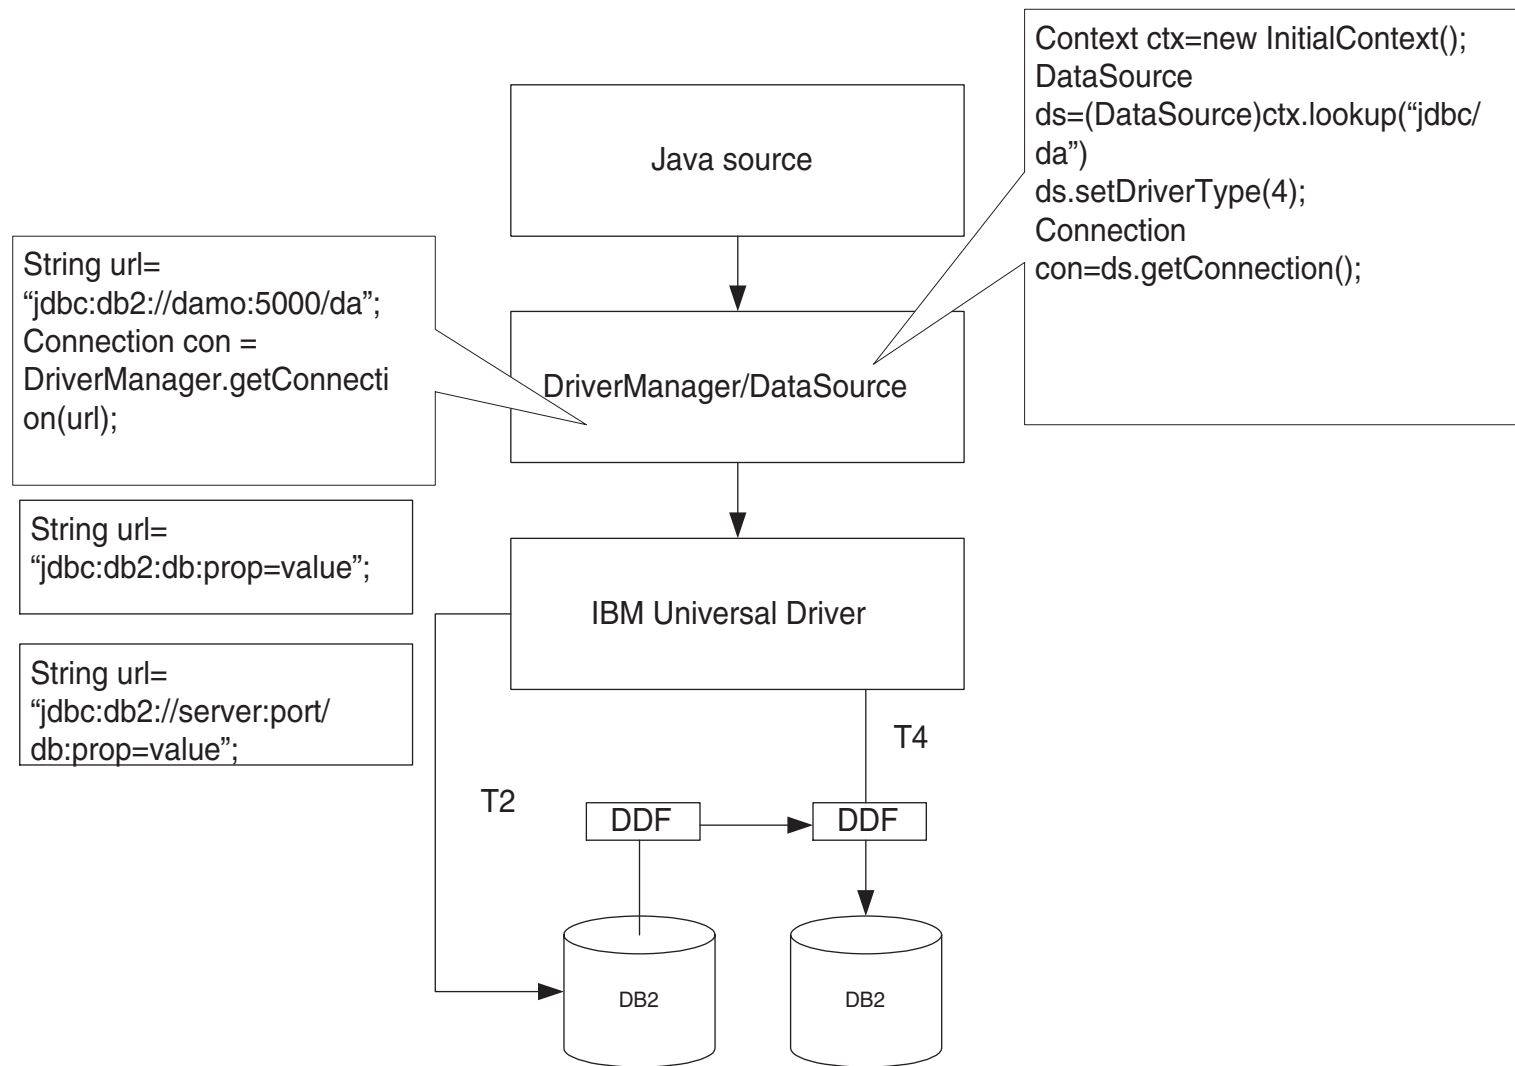 Context ctx=new InitialContext();
DataSource
ds=(DataSource)ctx.lookup(“jdbc/
da”)
ds.setDriverType(4);
Connection
con=ds.getConnection();
Java source
String url=
“jdbc:db2://damo:5000/da”;
Connection con =
DriverManager.getConnecti
on(url);
DriverManager/DataSource
String url=
“jdbc:db2:db:prop=value”;
IBM Universal Driver
String url=
“jdbc:db2://server:port/
db:prop=value”;
T4
T2
DDF
DDF
DB2
DB2